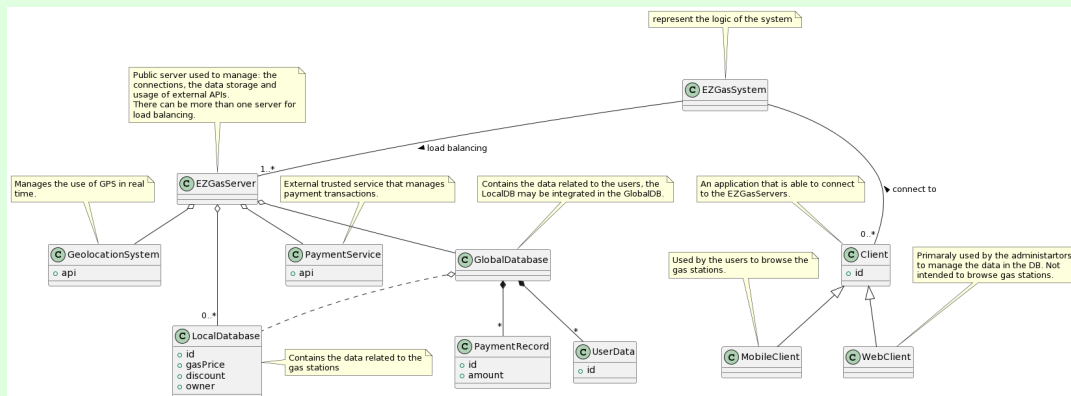 represent the logic of the system
C EZGasSystem
Public server used to manage: the
connections, the data storage and
usage of external APIs.
There can be more than one server for
load balancing.
load balancing
1..*
C EZGasServer
connect to
Manages the use of GPS in real
time.
External trusted service that manages
payment transactions.
Contains the data related to the users, the
LocalDB may be integrated in the GlobalDB.
An application that is able to connect
to the EZGasServers.
0..*
C GeolocationSystem
api
C PaymentService
api
C GlobalDatabase
C Client
id
Used by the users to browse the
gas stations.
Primaraly used by the administartors
to manage the data in the DB. Not
intended to browse gas stations.
0..*
*
*
C LocalDatabase
id
gasPrice
discount
owner
Contains the data related to the
gas stations
C PaymentRecord
id
amount
C UserData
id
C MobileClient
C WebClient